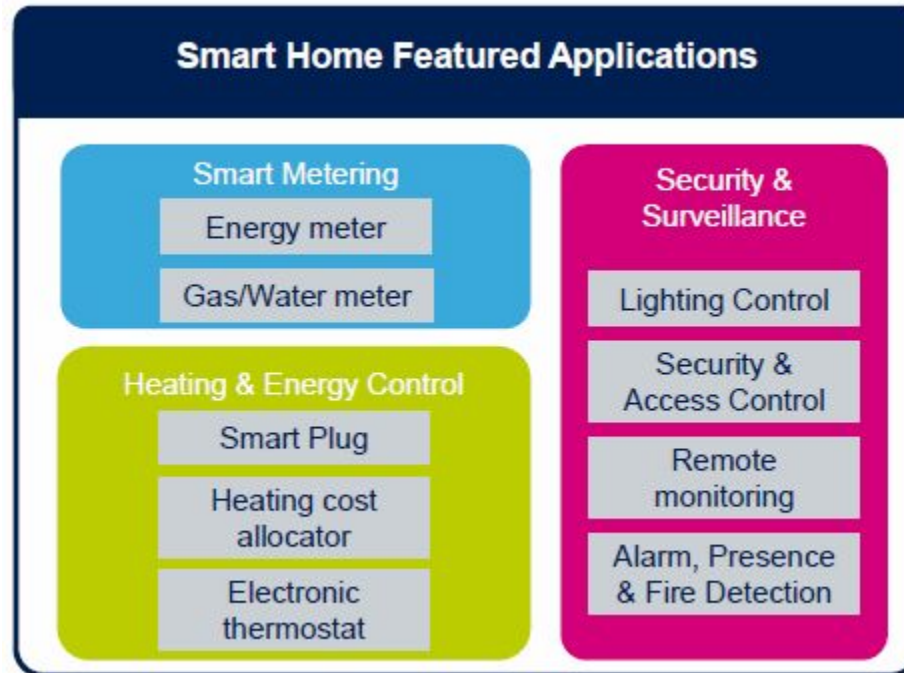 Smart Home Featured Applications
Smart Metering
Energy meter
Gas/Water meter
Heating & Energy Control
Smart Plug
Heating cost
allocator
Electronic
thermostat
Security &
Surveillance
Lighting Control
Security &
Access Control
Remote
monitoring
Alarm, Presence
& Fire Detection